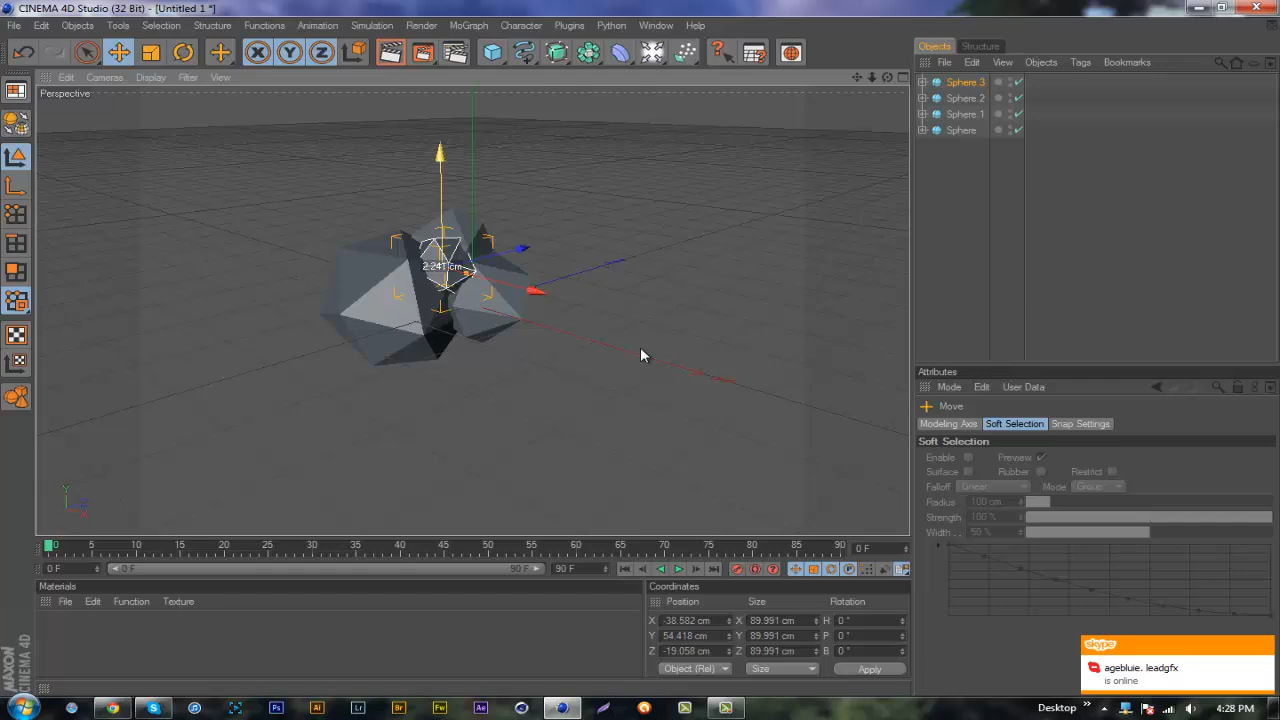 CINEMA 4D Studio (32 Bit) - [Untitled 1 *]
File Edit Objects Tools Selection Structure Functions Animation Simulation Render MoGraph Character Plugins Python Window Help
Edit Cameras Display Filter View
Perspective
2.241 cm
Y
X
Objects Structure
File Edit View Objects Tags Bookmarks
Sphere.3
Sphere.2
Sphere.1
Sphere
Attributes
Mode Edit User Data
Move
Modeling Axis Soft Selection Snap Settings
Soft Selection
Enable Preview
Surface Rubber Restrict
Falloff Linear Mode Group
Radius 100 cm
Strength 100 %
Width . . 50 %
0 5 10 15 20 25 30 35 40 45 50 55 60 65 70 75 80 85 90 0 F
0 F 0 F 90 F 90 F
Materials
File Edit Function Texture
Coordinates
Position Size Rotation
X -38.582 cm X 89.991 cm H 0 °
Y 54.418 cm Y 89.991 cm P 0 °
Z -19.058 cm Z 89.991 cm B 0 °
Object (Rel) Size Apply
MAXON CINEMA 4D
skype
agebluie. leadgfx
is online
Ps Ai Lr Br Fw Ae
Desktop 4:28 PM